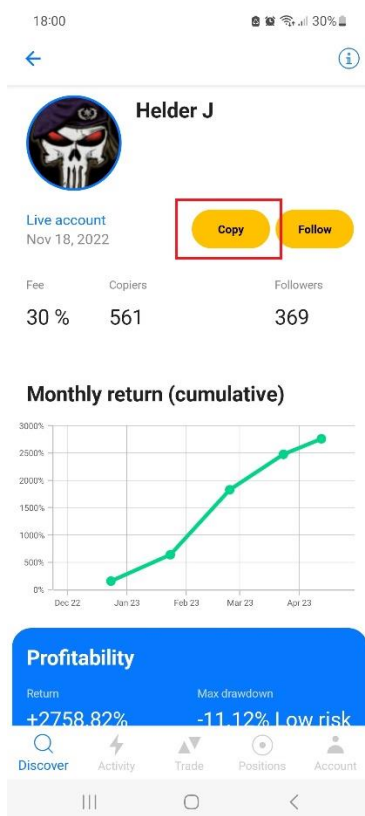 18:00 30%
Helder J
Live account
Nov 18, 2022
Copy Follow
Fee Copiers Followers
30 % 561 369
Monthly return (cumulative)
3000%
2500%
2000%
1500%
1000%
500%
0%
Dec 22 Jan 23 Feb 23 Mar 23 Apr 23
Profitability
Return Max drawdown
+2758.82% -11.12% Low risk
Discover Activity Trade Positions Account